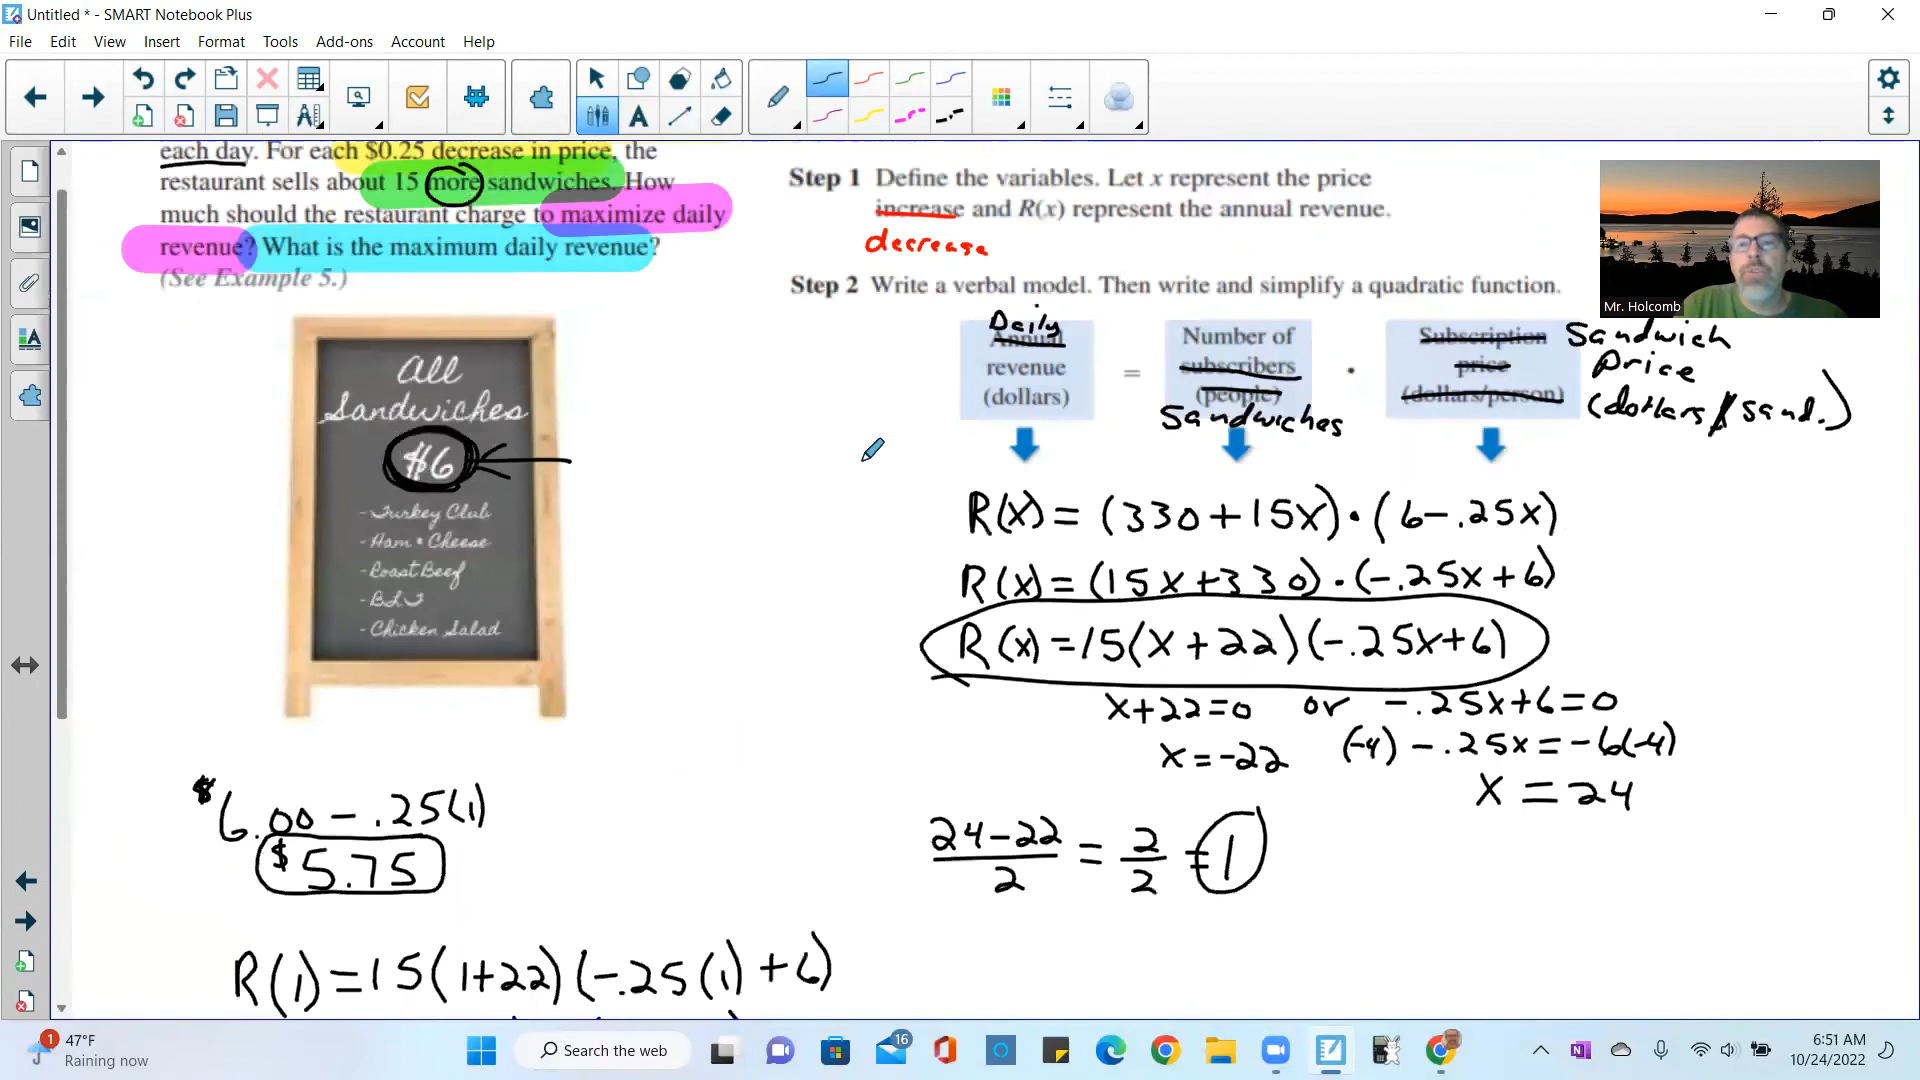 Untitled * - SMART Notebook Plus
File Edit View Insert Format Tools Add-ons Account Help
each day. For each $0.25 decrease in price, the
restaurant sells about 15 more sandwiches. How
much should the restaurant charge to maximize daily
revenue? What is the maximum daily revenue?
(See Example 5.)
All
Sandwiches
$6
- Turkey Club
- Ham & Cheese
- Roast Beef
- BLT
- Chicken Salad
$6.00 - .25(1)
$5.75
R(1) = 15(1+22)(-.25(1)+6)
Step 1 Define the variables. Let x represent the price
increase and R(x) represent the annual revenue.
decrease
Step 2 Write a verbal model. Then write and simplify a quadratic function.
Daily
Annual
revenue
(dollars)
=
Number of
subscribers
(people)
Sandwiches
•
Subscription
price
(dollars/person)
Sandwich
Price
(dollars/sand.)
R(x) = (330+15x)•(6-.25x)
R(x) = (15x+330)•(-.25x+6)
R(x) = 15(x+22)(-.25x+6)
x+22=0 or -.25x+6=0
x=-22 (-4) -.25x=-6(-4)
x = 24
24-22/2 = 2/2 = 1
Mr. Holcomb
1
47°F
Raining now
Search the web
16
6:51 AM
10/24/2022